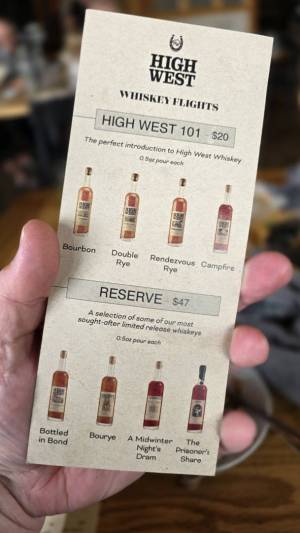 HIGH
WEST
WHISKEY FLIGHTS
HIGH WEST 101 - $20
The perfect introduction to High West Whiskey
0.5oz pour each
Bourbon
Double
Rye
Rendezvous
Rye
Campfire
RESERVE - $47
A selection of some of our most
sought-after limited release whiskeys
0.5oz pour each
Bottled
in Bond
Bourye
A Midwinter
Night's
Dram
The
Prisoner's
Share